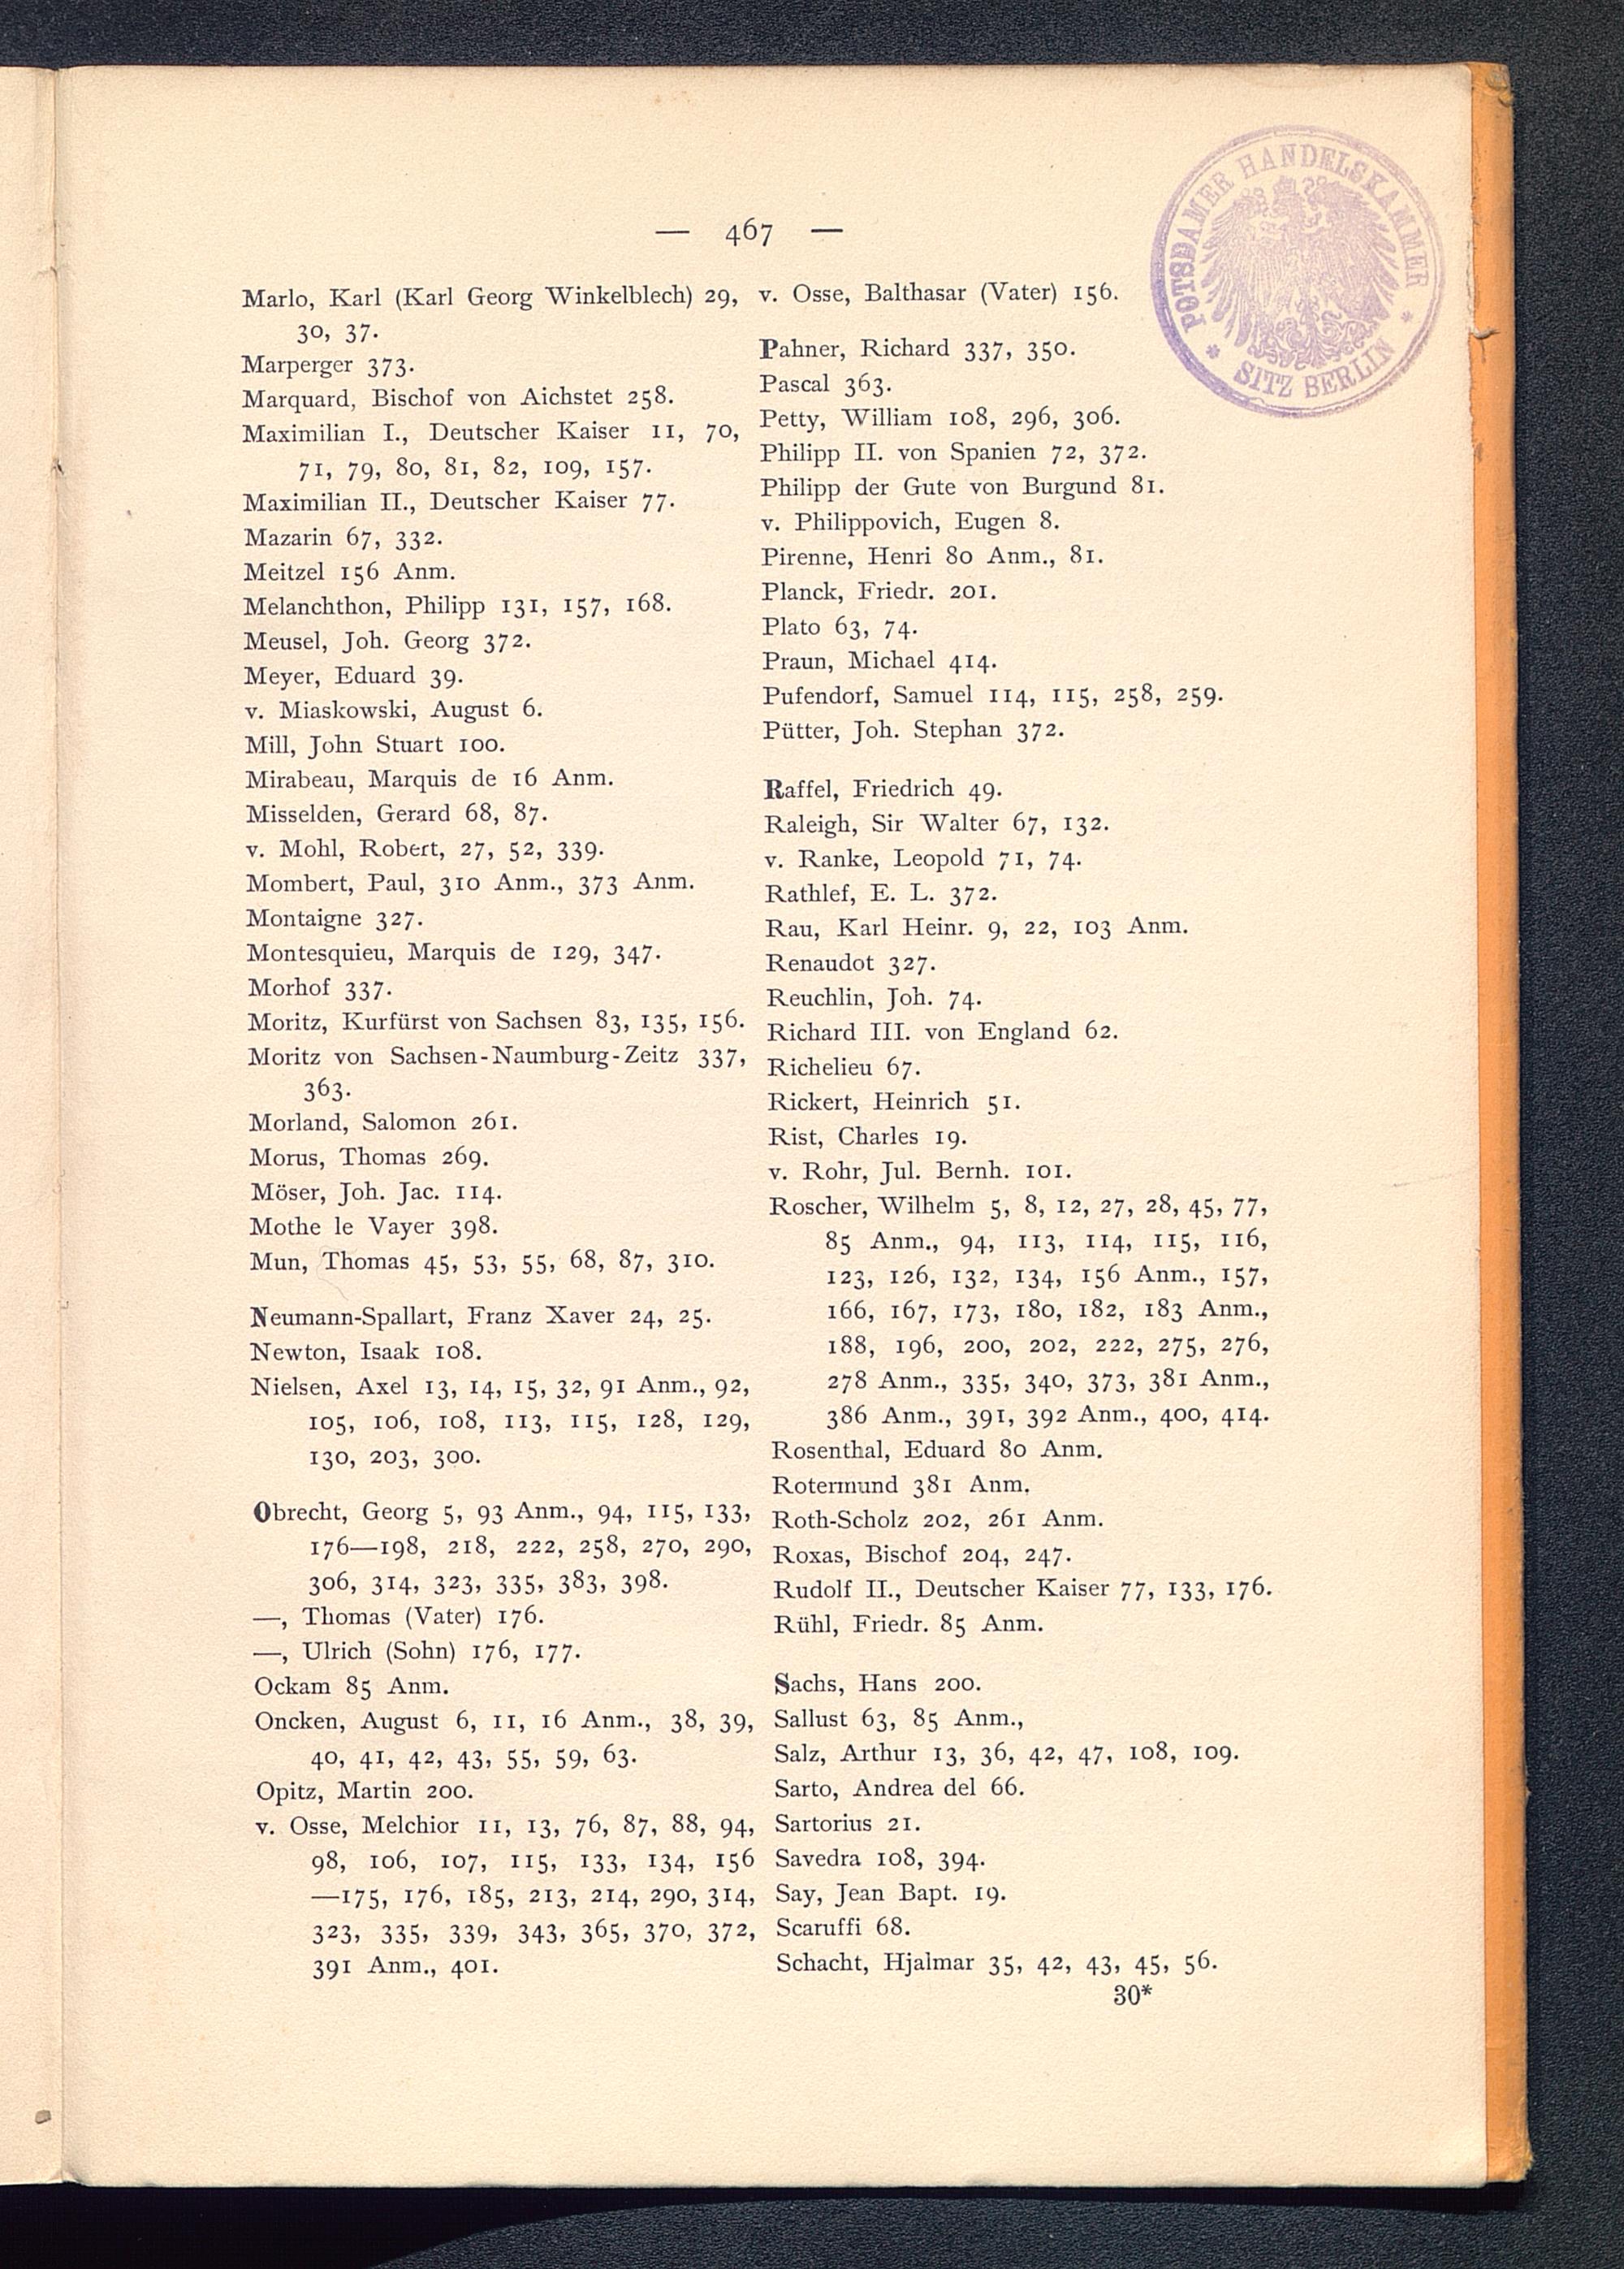 — 467 —
POTSDAMER HANDELSKAMMER
* SITZ BERLIN *
Marlo, Karl (Karl Georg Winkelblech) 29,
30, 37.
Marperger 373.
Marquard, Bischof von Aichstet 258.
Maximilian I., Deutscher Kaiser 11, 70,
71, 79, 80, 81, 82, 109, 157.
Maximilian II., Deutscher Kaiser 77.
Mazarin 67, 332.
Meitzel 156 Anm.
Melanchthon, Philipp 131, 157, 168.
Meusel, Joh. Georg 372.
Meyer, Eduard 39.
v. Miaskowski, August 6.
Mill, John Stuart 100.
Mirabeau, Marquis de 16 Anm.
Misselden, Gerard 68, 87.
v. Mohl, Robert, 27, 52, 339.
Mombert, Paul, 310 Anm., 373 Anm.
Montaigne 327.
Montesquieu, Marquis de 129, 347.
Morhof 337.
Moritz, Kurfürst von Sachsen 83, 135, 156.
Moritz von Sachsen-Naumburg-Zeitz 337,
363.
Morland, Salomon 261.
Morus, Thomas 269.
Möser, Joh. Jac. 114.
Mothe le Vayer 398.
Mun, Thomas 45, 53, 55, 68, 87, 310.
Neumann-Spallart, Franz Xaver 24, 25.
Newton, Isaak 108.
Nielsen, Axel 13, 14, 15, 32, 91 Anm., 92,
105, 106, 108, 113, 115, 128, 129,
130, 203, 300.
Obrecht, Georg 5, 93 Anm., 94, 115, 133,
176—198, 218, 222, 258, 270, 290,
306, 314, 323, 335, 383, 398.
—, Thomas (Vater) 176.
—, Ulrich (Sohn) 176, 177.
Ockam 85 Anm.
Oncken, August 6, 11, 16 Anm., 38, 39,
40, 41, 42, 43, 55, 59, 63.
Opitz, Martin 200.
v. Osse, Melchior 11, 13, 76, 87, 88, 94,
98, 106, 107, 115, 133, 134, 156
—175, 176, 185, 213, 214, 290, 314,
323, 335, 339, 343, 365, 370, 372,
391 Anm., 401.
v. Osse, Balthasar (Vater) 156.
Pahner, Richard 337, 350.
Pascal 363.
Petty, William 108, 296, 306.
Philipp II. von Spanien 72, 372.
Philipp der Gute von Burgund 81.
v. Philippovich, Eugen 8.
Pirenne, Henri 80 Anm., 81.
Planck, Friedr. 201.
Plato 63, 74.
Praun, Michael 414.
Pufendorf, Samuel 114, 115, 258, 259.
Pütter, Joh. Stephan 372.
Raffel, Friedrich 49.
Raleigh, Sir Walter 67, 132.
v. Ranke, Leopold 71, 74.
Rathlef, E. L. 372.
Rau, Karl Heinr. 9, 22, 103 Anm.
Renaudot 327.
Reuchlin, Joh. 74.
Richard III. von England 62.
Richelieu 67.
Rickert, Heinrich 51.
Rist, Charles 19.
v. Rohr, Jul. Bernh. 101.
Roscher, Wilhelm 5, 8, 12, 27, 28, 45, 77,
85 Anm., 94, 113, 114, 115, 116,
123, 126, 132, 134, 156 Anm., 157,
166, 167, 173, 180, 182, 183 Anm.,
188, 196, 200, 202, 222, 275, 276,
278 Anm., 335, 340, 373, 381 Anm.,
386 Anm., 391, 392 Anm., 400, 414.
Rosenthal, Eduard 80 Anm.
Rotermund 381 Anm.
Roth-Scholz 202, 261 Anm.
Roxas, Bischof 204, 247.
Rudolf II., Deutscher Kaiser 77, 133, 176.
Rühl, Friedr. 85 Anm.
Sachs, Hans 200.
Sallust 63, 85 Anm.,
Salz, Arthur 13, 36, 42, 47, 108, 109.
Sarto, Andrea del 66.
Sartorius 21.
Savedra 108, 394.
Say, Jean Bapt. 19.
Scaruffi 68.
Schacht, Hjalmar 35, 42, 43, 45, 56.
30*